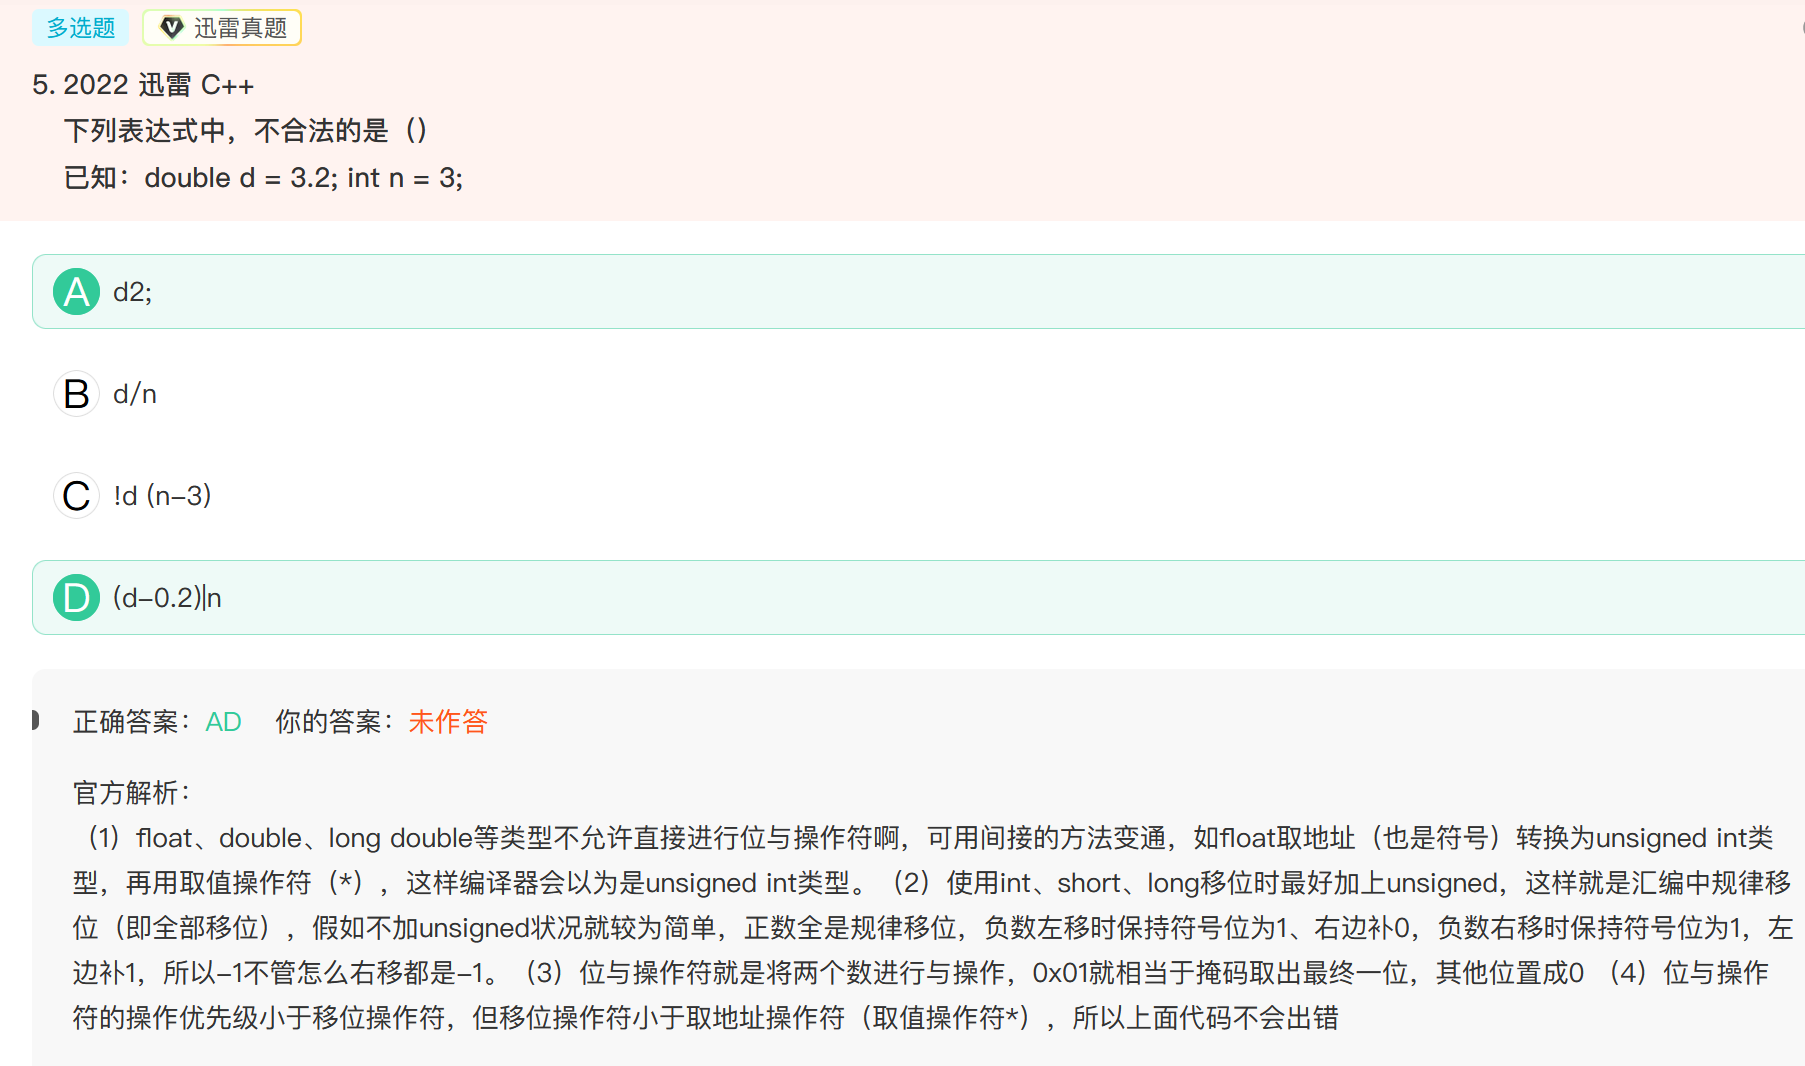 多选题 迅雷真题
5. 2022 迅雷 C++
下列表达式中，不合法的是（）
已知：double d = 3.2; int n = 3;
A d2;
B d/n
C !d (n-3)
D (d-0.2)|n
正确答案：AD 你的答案：未作答
官方解析：
（1）float、double、long double等类型不允许直接进行位与操作符啊，可用间接的方法变通，如float取地址（也是符号）转换为unsigned int类
型，再用取值操作符（*），这样编译器会以为是unsigned int类型。（2）使用int、short、long移位时最好加上unsigned，这样就是汇编中规律移
位（即全部移位），假如不加unsigned状况就较为简单，正数全是规律移位，负数左移时保持符号位为1、右边补0，负数右移时保持符号位为1，左
边补1，所以-1不管怎么右移都是-1。（3）位与操作符就是将两个数进行与操作，0x01就相当于掩码取出最终一位，其他位置成0 （4）位与操作
符的操作优先级小于移位操作符，但移位操作符小于取地址操作符（取值操作符*），所以上面代码不会出错